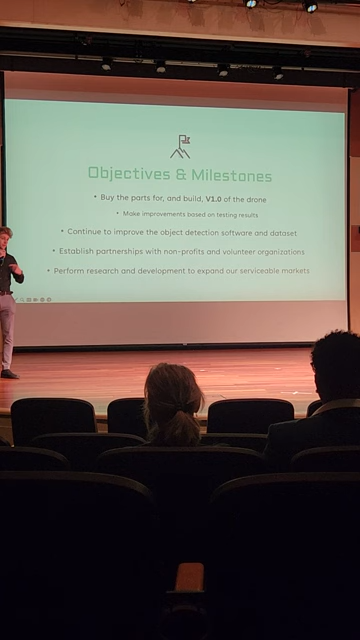 Objectives & Milestones
• Buy the parts for, and build, V1.0 of the drone
• Make improvements based on testing results
• Continue to improve the object detection software and dataset
• Establish partnerships with non-profits and volunteer organizations
• Perform research and development to expand our serviceable markets